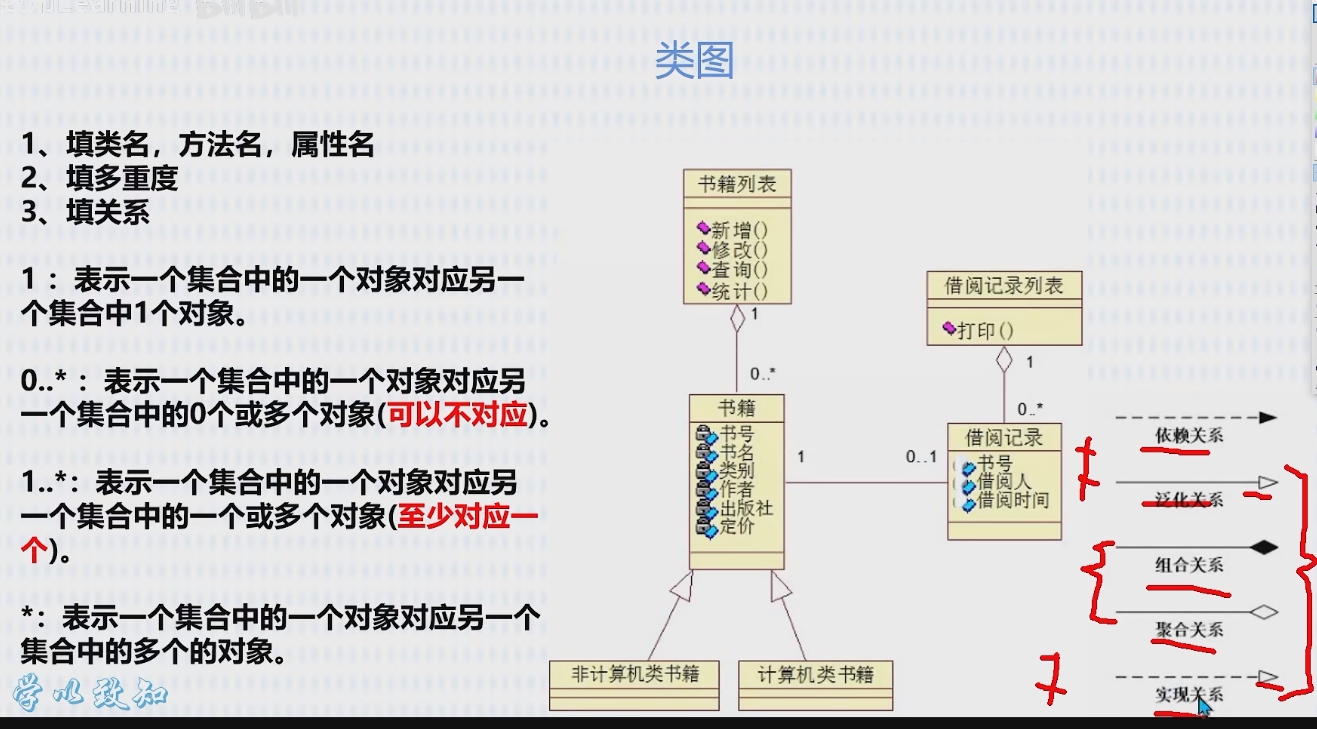 类图
1、填类名，方法名，属性名
2、填多重度
3、填关系
1 ：表示一个集合中的一个对象对应另一
个集合中1个对象。
0..* ：表示一个集合中的一个对象对应另
一个集合中的0个或多个对象(可以不对应)。
1..*：表示一个集合中的一个对象对应另
一个集合中的一个或多个对象(至少对应一
个)。
*：表示一个集合中的一个对象对应另一个
集合中的多个的对象。
学以致知
书籍列表
新增()
修改()
查询()
统计()
1
0..*
书籍
书号
书名
类别
作者
出版社
定价
1
0..1
借阅记录列表
打印()
1
0..*
借阅记录
书号
借阅人
借阅时间
非计算机类书籍
计算机类书籍
依赖关系
泛化关系
组合关系
聚合关系
实现关系